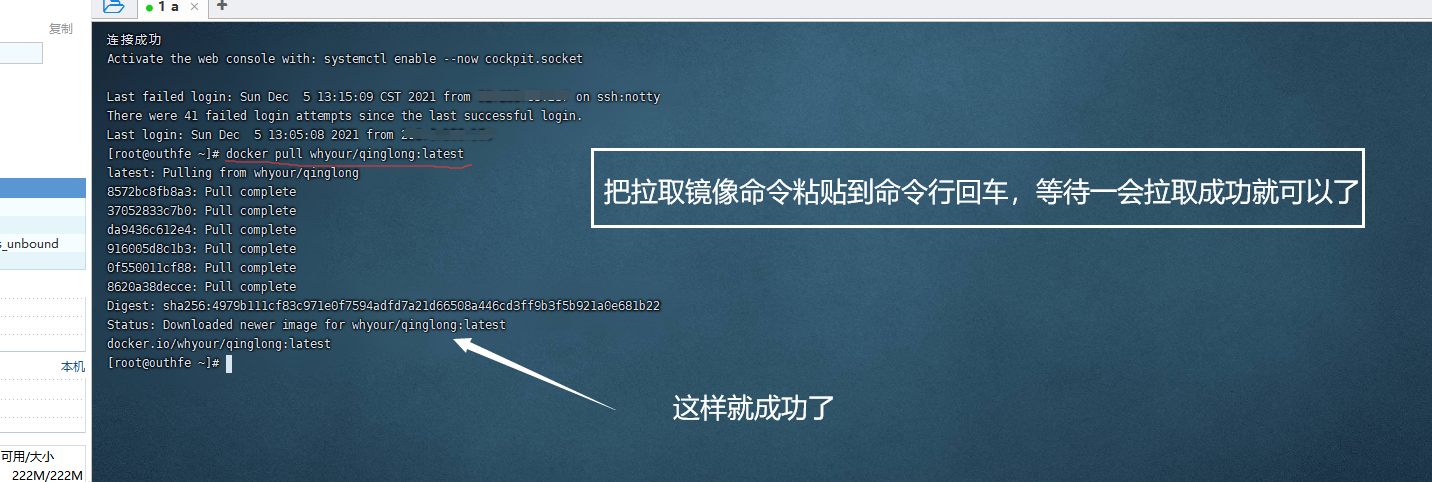 复制
1 a
连接成功
Activate the web console with: systemctl enable --now cockpit.socket
Last failed login: Sun Dec  5 13:15:09 CST 2021 from on ssh:notty
There were 41 failed login attempts since the last successful login.
Last login: Sun Dec  5 13:05:08 2021 from 2
[root@outhfe ~]# docker pull whyour/qinglong:latest
latest: Pulling from whyour/qinglong
8572bc8fb8a3: Pull complete
37052833c7b0: Pull complete
da9436c612e4: Pull complete
916005d8c1b3: Pull complete
0f550011cf88: Pull complete
8620a38decce: Pull complete
Digest: sha256:4979b111cf83c971e0f7594adfd7a21d66508a446cd3ff9b3f5b921a0e681b22
Status: Downloaded newer image for whyour/qinglong:latest
docker.io/whyour/qinglong:latest
[root@outhfe ~]#
把拉取镜像命令粘贴到命令行回车，等待一会拉取成功就可以了
这样就成功了
s_unbound
本机
可用/大小
222M/222M